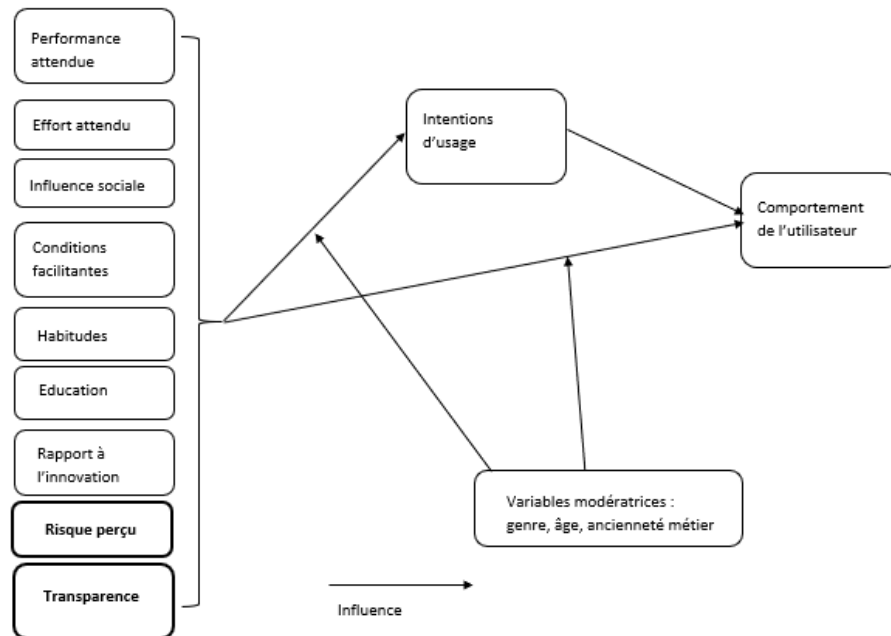 Performance
attendue
Effort attendu
Influence sociale
Conditions
facilitantes
Habitudes
Education
Rapport à
l'innovation
Risque perçu
Transparence
Intentions
d'usage
Comportement
de l'utilisateur
Variables modératrices :
genre, âge, ancienneté métier
Influence